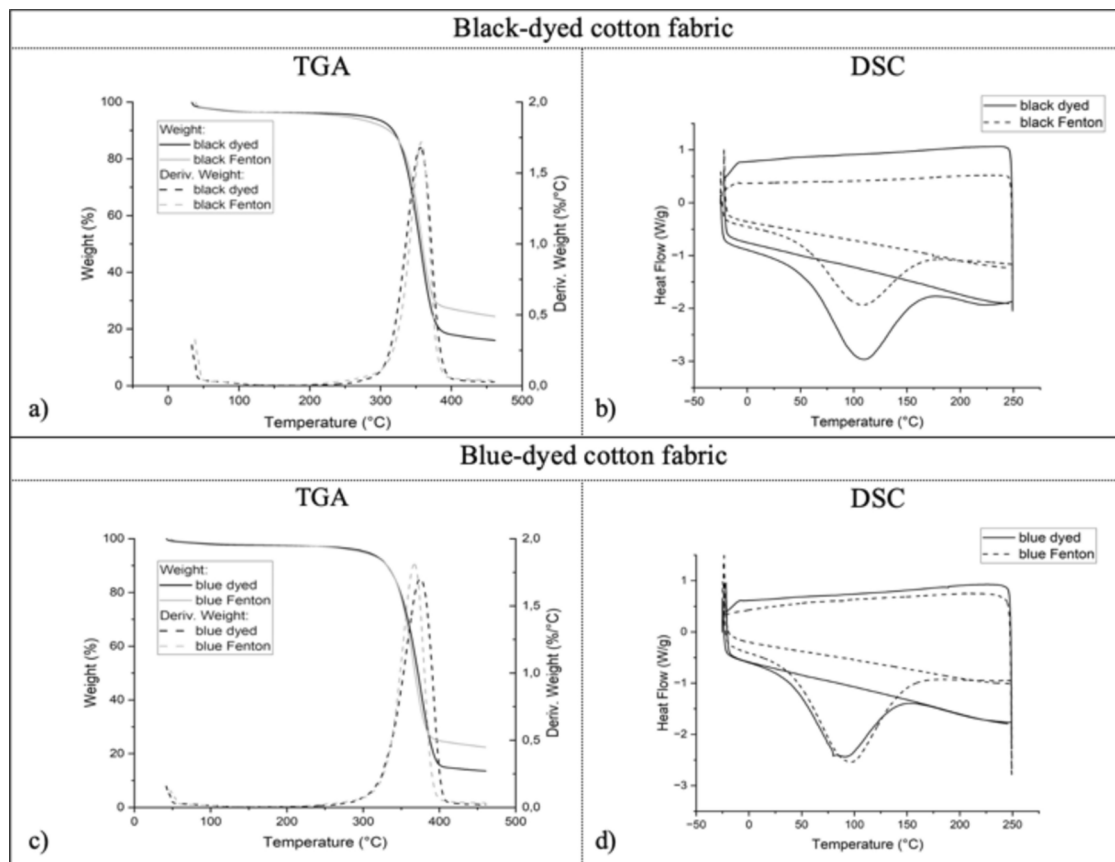 Black-dyed cotton fabric
TGA
DSC
Weight:
black dyed
black Fenton
Deriv. Weight:
black dyed
black Fenton
Weight (%)
100
80
60
40
20
0
Deriv. Weight (%/°C)
2,0
1,5
1,0
0,5
0,0
0 100 200 300 400 500
Temperature (°C)
a)
black dyed
black Fenton
Heat Flow (W/g)
1
0
−1
−2
−3
−50 0 50 100 150 200 250
Temperature (°C)
b)
Blue-dyed cotton fabric
TGA
DSC
Weight:
blue dyed
blue Fenton
Deriv. Weight:
blue dyed
blue Fenton
Weight (%)
100
80
60
40
20
0
Deriv. Weight (%/°C)
2,0
1,5
1,0
0,5
0,0
0 100 200 300 400 500
Temperature (°C)
c)
blue dyed
blue Fenton
Heat Flow (W/g)
1
0
−1
−2
−3
−50 0 50 100 150 200 250
Temperature (°C)
d)